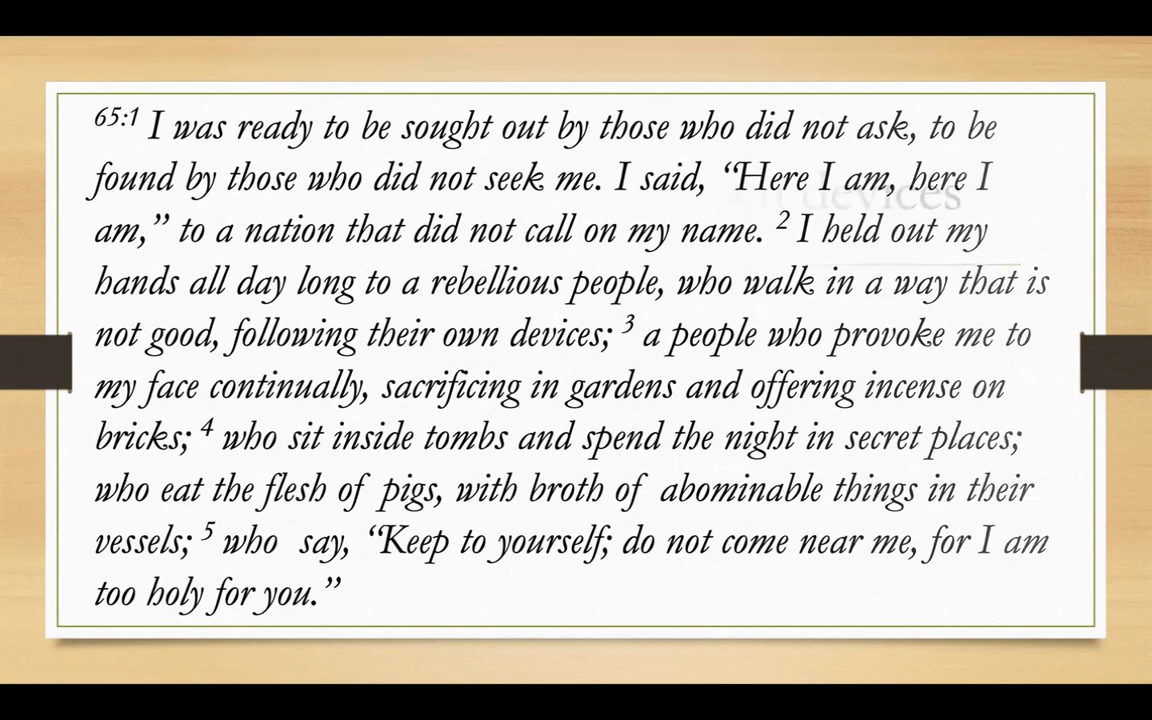 65:1 I was ready to be sought out by those who did not ask, to be
found by those who did not seek me. I said, “Here I am, here I
am,” to a nation that did not call on my name. 2 I held out my
hands all day long to a rebellious people, who walk in a way that is
not good, following their own devices; 3 a people who provoke me to
my face continually, sacrificing in gardens and offering incense on
bricks; 4 who sit inside tombs and spend the night in secret places;
who eat the flesh of pigs, with broth of abominable things in their
vessels; 5 who say, “Keep to yourself; do not come near me, for I am
too holy for you.”
devices